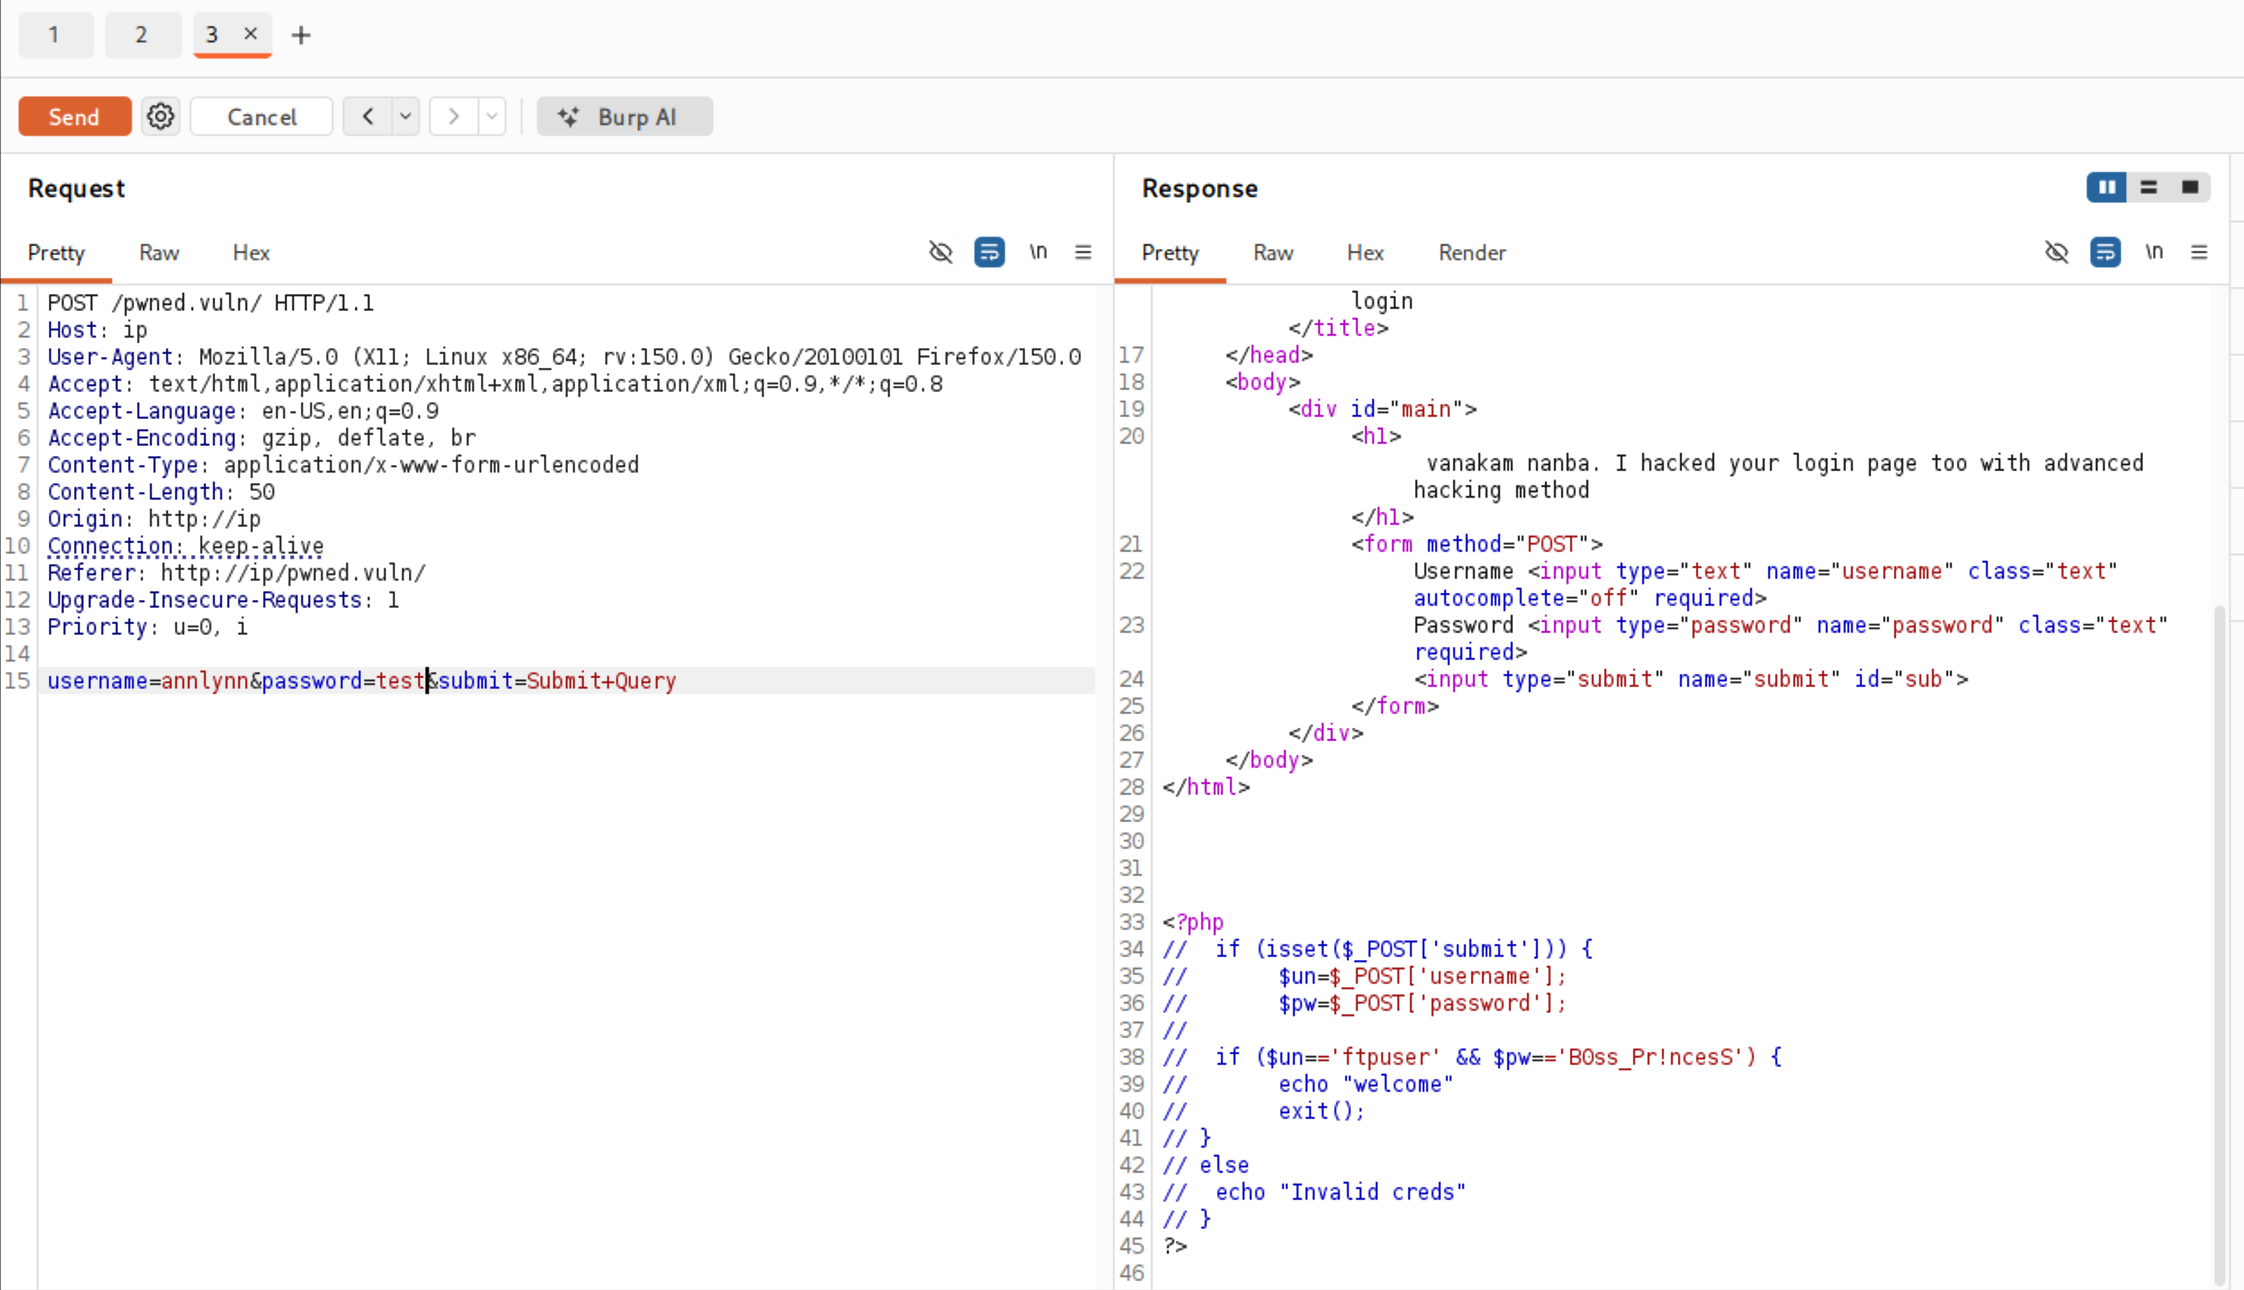 1 2 3 × +
Send Cancel < > Burp AI
Request
Pretty Raw Hex \n
1 POST /pwned.vuln/ HTTP/1.1
2 Host: ip
3 User-Agent: Mozilla/5.0 (X11; Linux x86_64; rv:150.0) Gecko/20100101 Firefox/150.0
4 Accept: text/html,application/xhtml+xml,application/xml;q=0.9,*/*;q=0.8
5 Accept-Language: en-US,en;q=0.9
6 Accept-Encoding: gzip, deflate, br
7 Content-Type: application/x-www-form-urlencoded
8 Content-Length: 50
9 Origin: http://ip
10 Connection: keep-alive
11 Referer: http://ip/pwned.vuln/
12 Upgrade-Insecure-Requests: 1
13 Priority: u=0, i
14
15 username=annlynn&password=test&submit=Submit+Query
Response
Pretty Raw Hex Render \n
login
</title>
17 </head>
18 <body>
19 <div id="main">
20 <h1>
vanakam nanba. I hacked your login page too with advanced
hacking method
</h1>
21 <form method="POST">
22 Username <input type="text" name="username" class="text"
autocomplete="off" required>
23 Password <input type="password" name="password" class="text"
required>
24 <input type="submit" name="submit" id="sub">
25 </form>
26 </div>
27 </body>
28 </html>
29
30
31
32
33 <?php
34 // if (isset($_POST['submit'])) {
35 // $un=$_POST['username'];
36 // $pw=$_POST['password'];
37 //
38 // if ($un=='ftpuser' && $pw=='B0ss_Pr!ncesS') {
39 // echo "welcome"
40 // exit();
41 // }
42 // else
43 // echo "Invalid creds"
44 // }
45 ?>
46